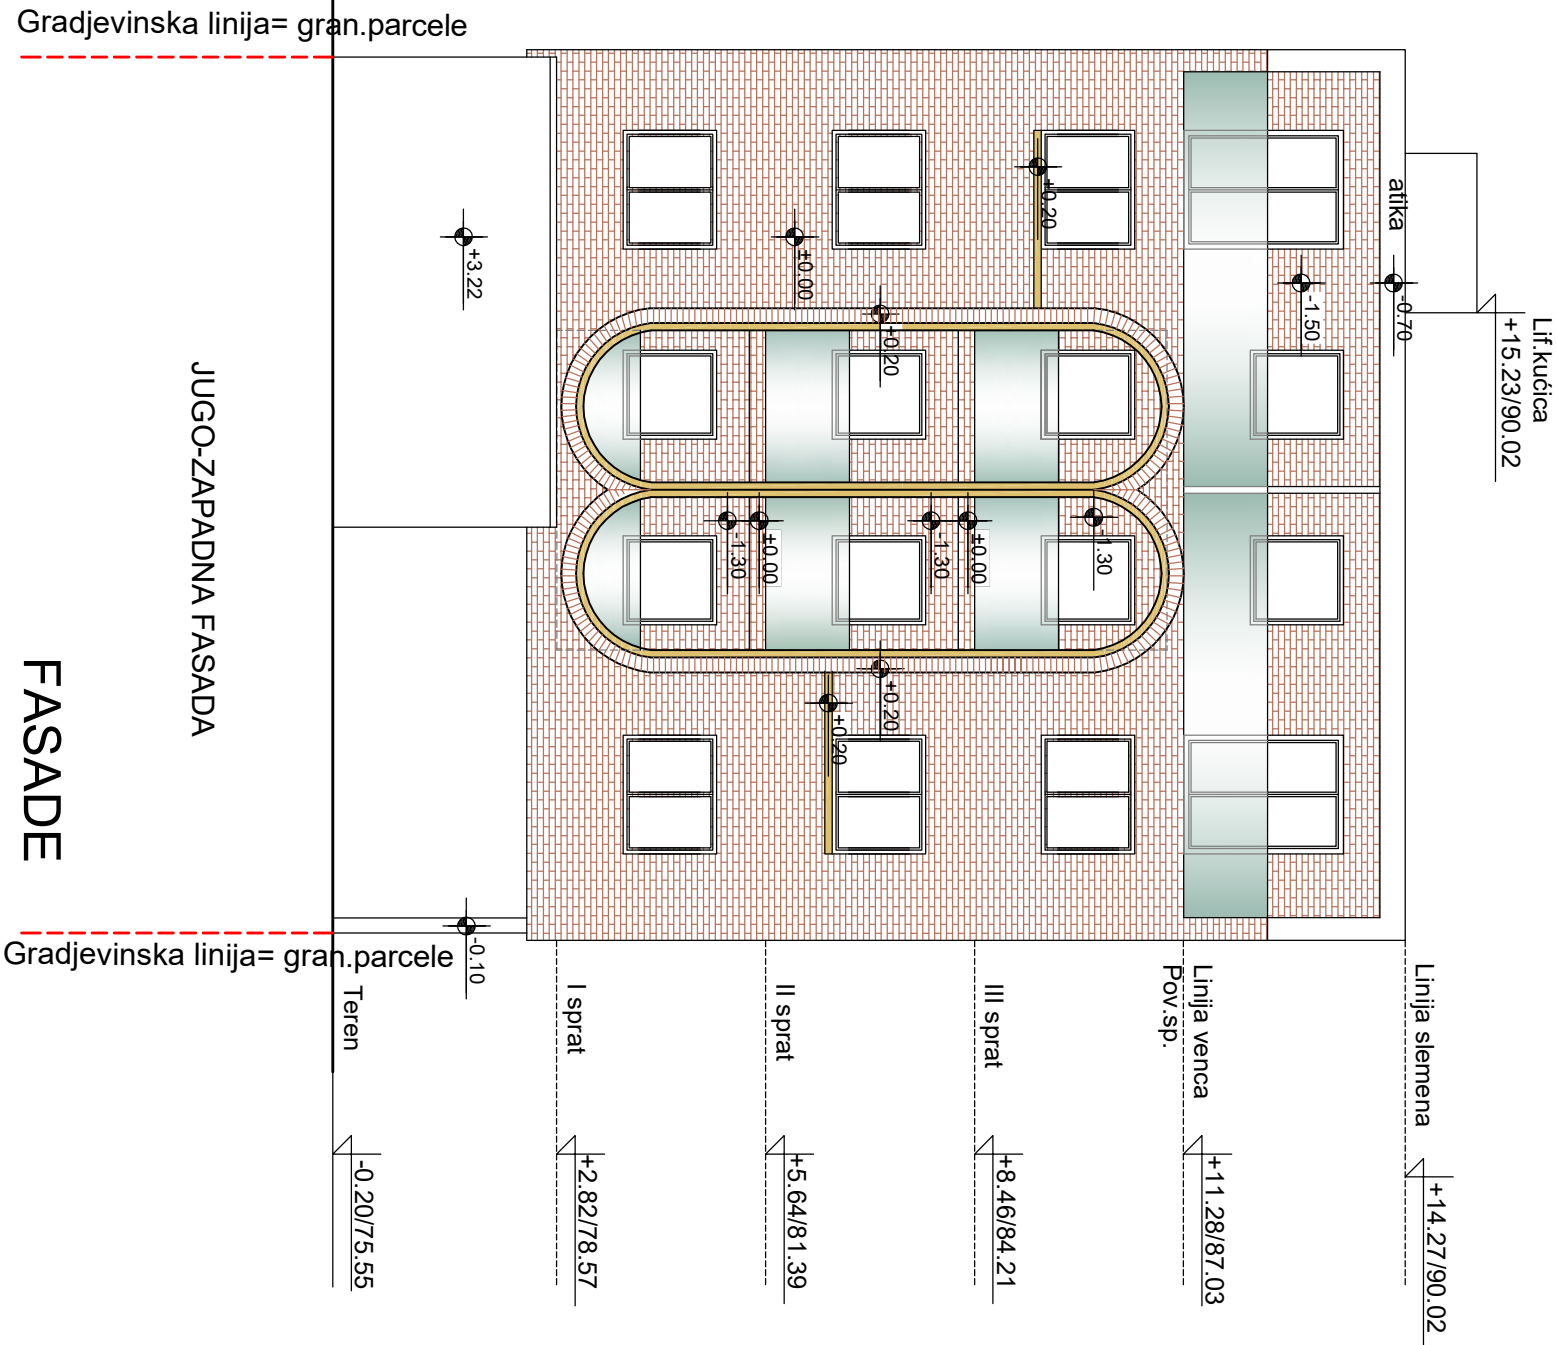 Gradjevinska linija= gran.parcele
Lif.kućica
+15.23/90.02
atika
-0.70
-1.50
+0.20
±0.00
+3.22
+0.20
-1.30
±0.00
-1.30
±0.00
-1.30
+0.20
+0.20
-0.10
Linija slemena
+14.27/90.02
Linija venca
Pov.sp.
+11.28/87.03
III sprat
+8.46/84.21
II sprat
+5.64/81.39
I sprat
+2.82/78.57
Teren
-0.20/75.55
Gradjevinska linija= gran.parcele
JUGO-ZAPADNA FASADA
FASADE